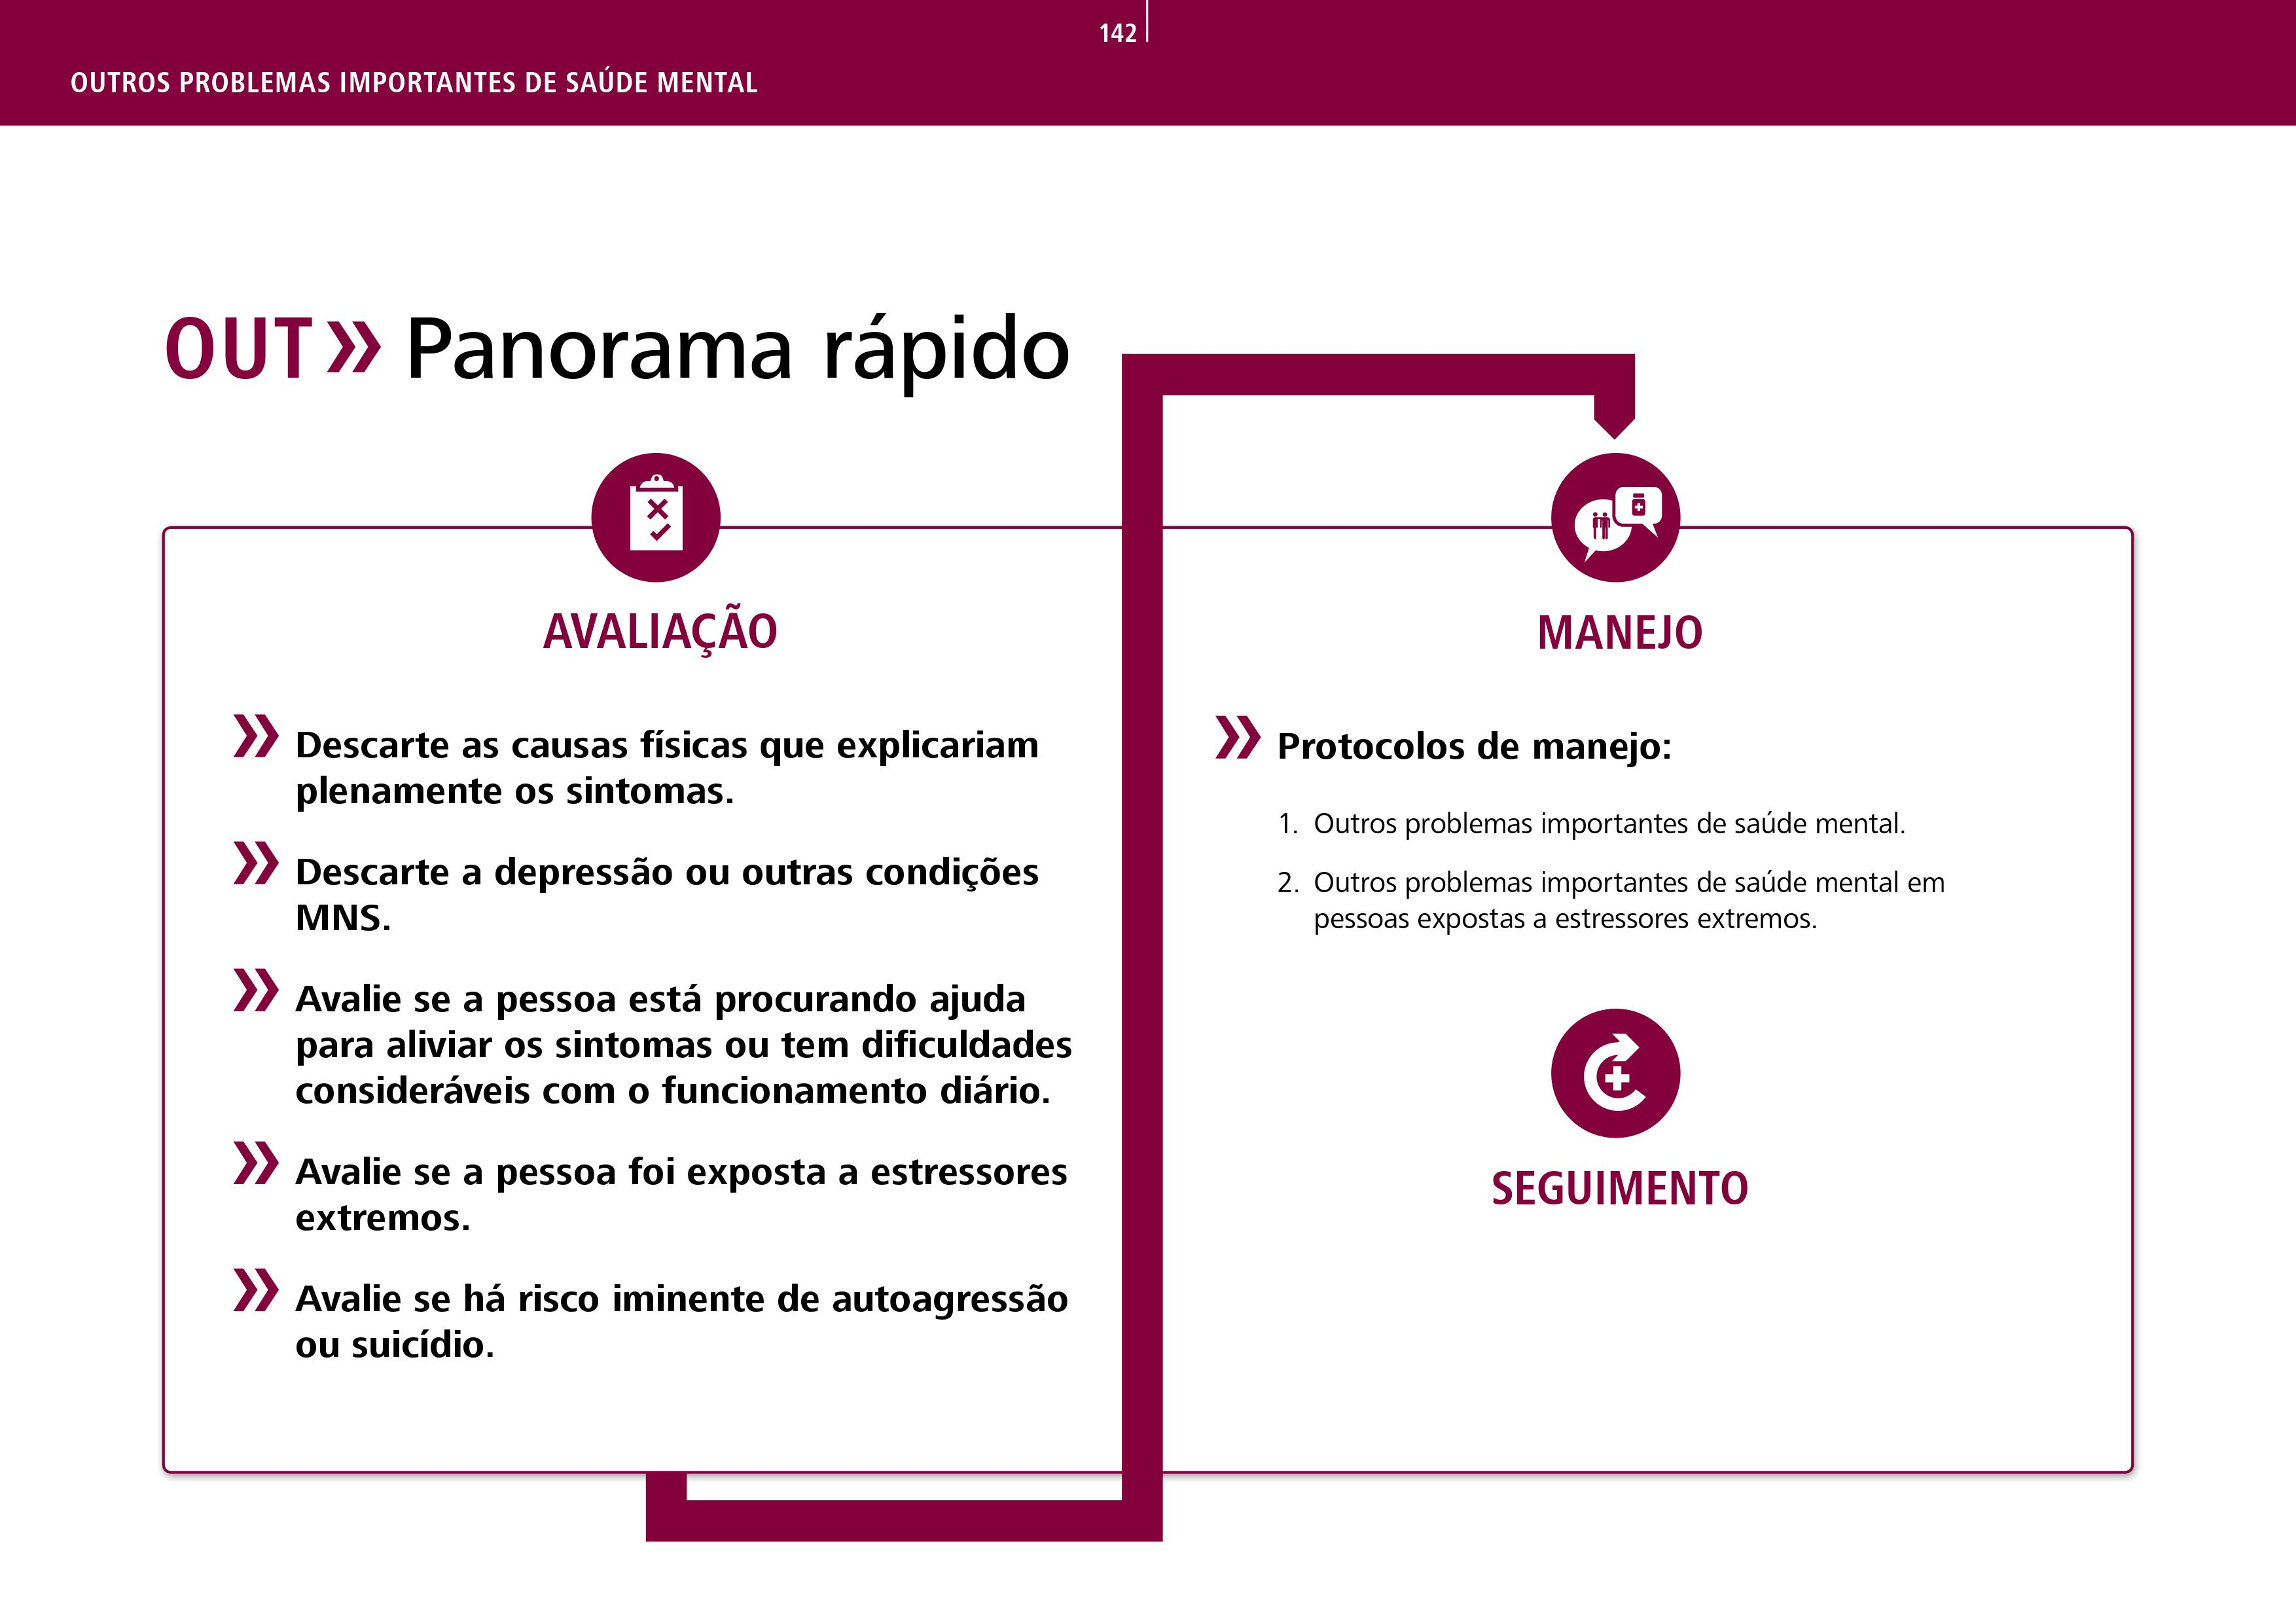 142
OUTROS PROBLEMAS IMPORTANTES DE SAÚDE MENTAL
OUT» Panorama rápido
AVALIAÇÃO
» Descarte as causas físicas que explicariam
plenamente os sintomas.
» Descarte a depressão ou outras condições
MNS.
» Avalie se a pessoa está procurando ajuda
para aliviar os sintomas ou tem dificuldades
consideráveis com o funcionamento diário.
» Avalie se a pessoa foi exposta a estressores
extremos.
» Avalie se há risco iminente de autoagressão
ou suicídio.
MANEJO
» Protocolos de manejo:
1. Outros problemas importantes de saúde mental.
2. Outros problemas importantes de saúde mental em
pessoas expostas a estressores extremos.
SEGUIMENTO